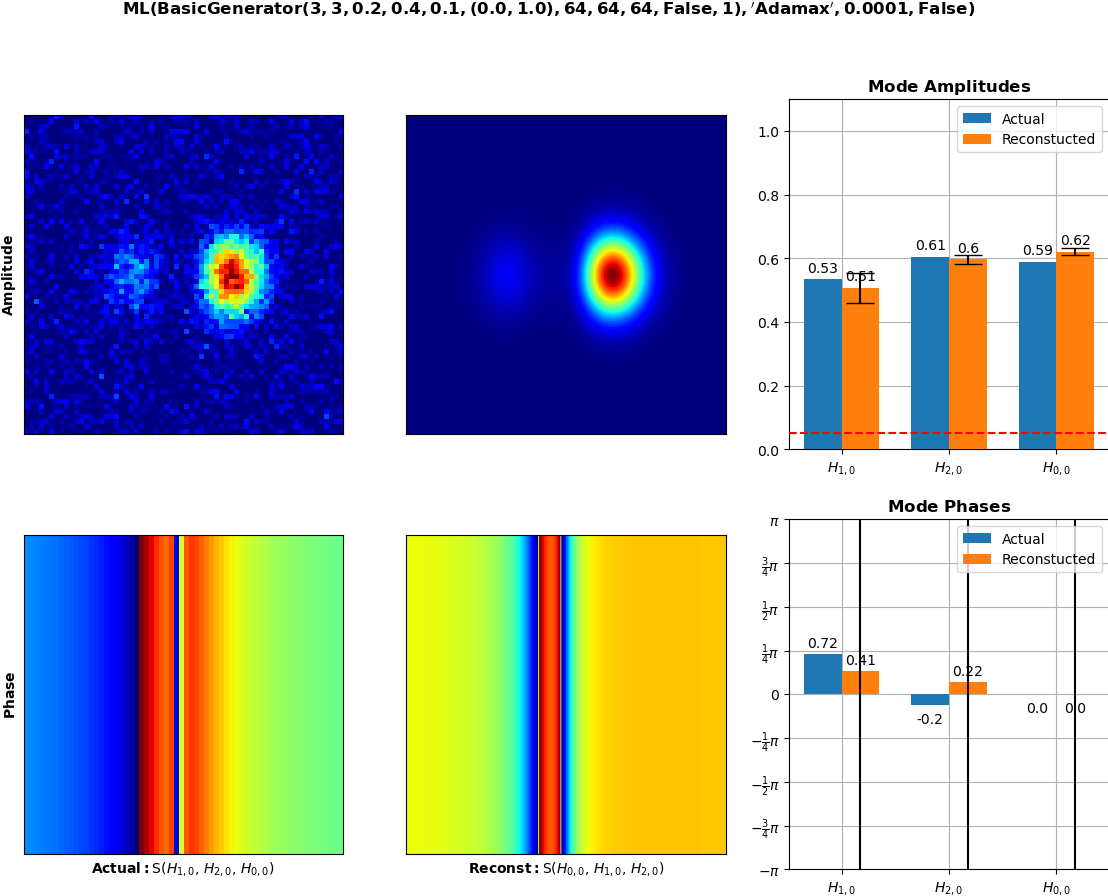 ML(BasicGenerator(3, 3, 0.2, 0.4, 0.1, (0.0, 1.0), 64, 64, 64, False, 1), 'Adamax', 0.0001, False)
Amplitude
Mode Amplitudes
Actual
Reconstucted
1.0
0.8
0.6
0.4
0.2
0.0
0.53
0.51
0.61
0.6
0.59
0.62
H1, 0
H2, 0
H0, 0
Phase
Actual: S(H1, 0, H2, 0, H0, 0)
Reconst: S(H0, 0, H1, 0, H2, 0)
Mode Phases
Actual
Reconstucted
π
3/4π
1/2π
1/4π
0
−1/4π
−1/2π
−3/4π
−π
0.72
0.41
-0.2
0.22
0.0
0.0
H1, 0
H2, 0
H0, 0